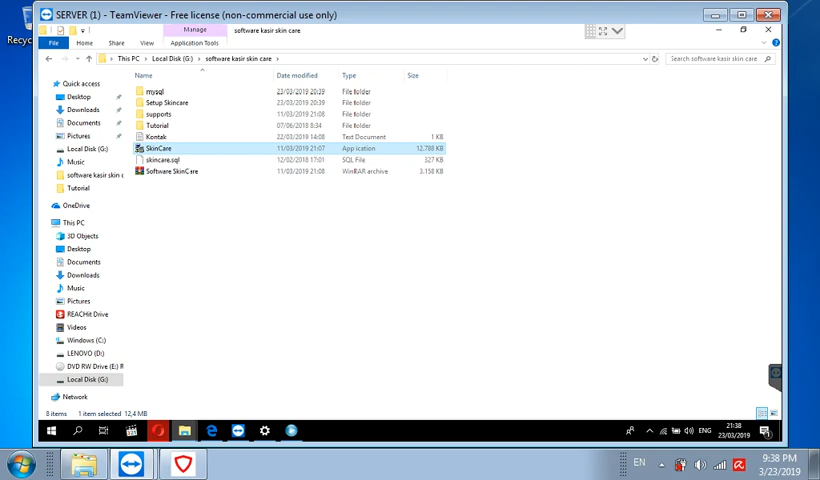 SERVER (1) - TeamViewer - Free license (non-commercial use only)
Manage
software kasir skin care
File Home Share View Application Tools
This PC › Local Disk (G:) › software kasir skin care ›
Search software kasir skin care
Name Date modified Type Size
Quick access
Desktop
Downloads
Documents
Pictures
Local Disk (G:)
Music
software kasir skin c
Tutorial
OneDrive
This PC
3D Objects
Desktop
Documents
Downloads
Music
Pictures
REACHit Drive
Videos
Windows (C:)
LENOVO (D:)
DVD RW Drive (E:) R
Local Disk (G:)
Network
mysql 23/03/2019 20:39 File folder
Setup Skincare 23/03/2019 20:39 File folder
supports 11/03/2019 21:08 File folder
Tutorial 07/06/2018 8:34 File folder
Kontak 22/03/2019 14:08 Text Document 1 KB
SkinCare 11/03/2019 21:07 Application 12.788 KB
skincare.sql 12/02/2018 17:01 SQL File 327 KB
Software SkinCare 11/03/2019 21:08 WinRAR archive 3.158 KB
8 items 1 item selected 12,4 MB
ENG
21:38
23/03/2019
Recyc
EN
9:38 PM
3/23/2019